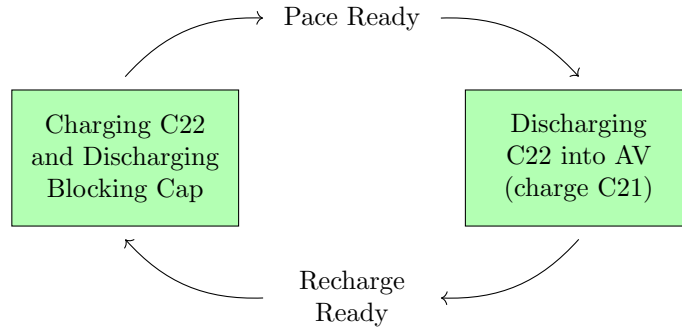 Pace Ready
Charging C22
and Discharging
Blocking Cap
Discharging
C22 into AV
(charge C21)
Recharge
Ready